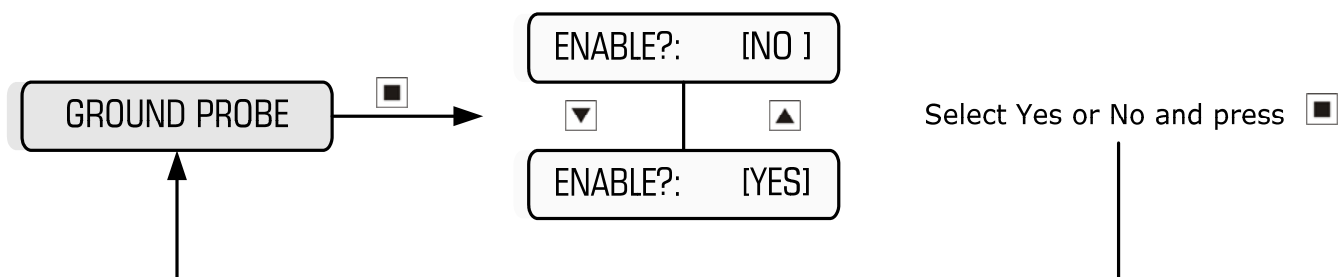 ENABLE?: [NO ]
GROUND PROBE
Select Yes or No and press
ENABLE?: [YES]